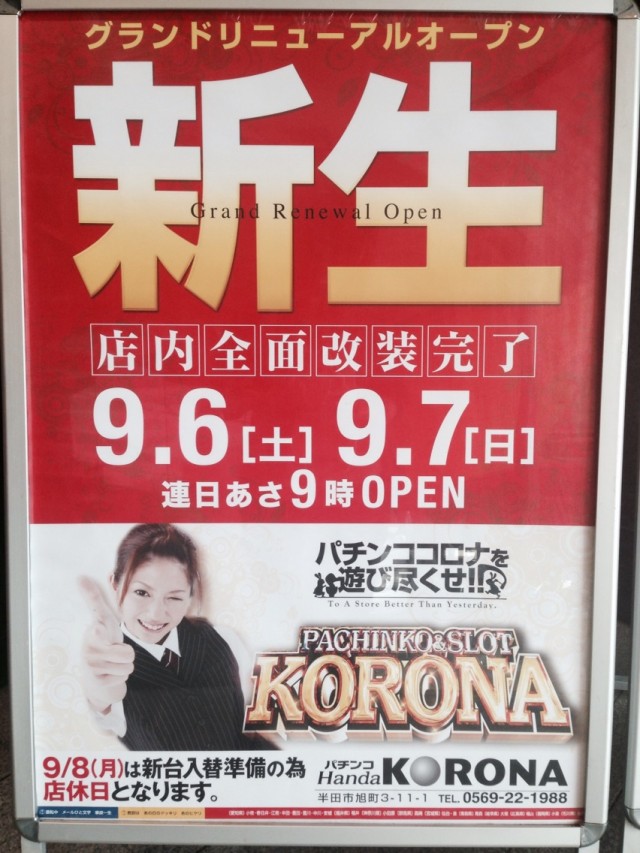 グランドリニューアルオープン
新生
Grand Renewal Open
店内全面改装完了
9.6[土] 9.7[日]
連日あさ9時OPEN
パチンココロナを
遊び尽くせ!!
To A Store Better Than Yesterday.
PACHINKO&SLOT
KORONA
9/8(月)は新台入替準備の為
店休日となります。
パチンコ
Handa KORONA
半田市旭町3-11-1 TEL. 0569-22-1988